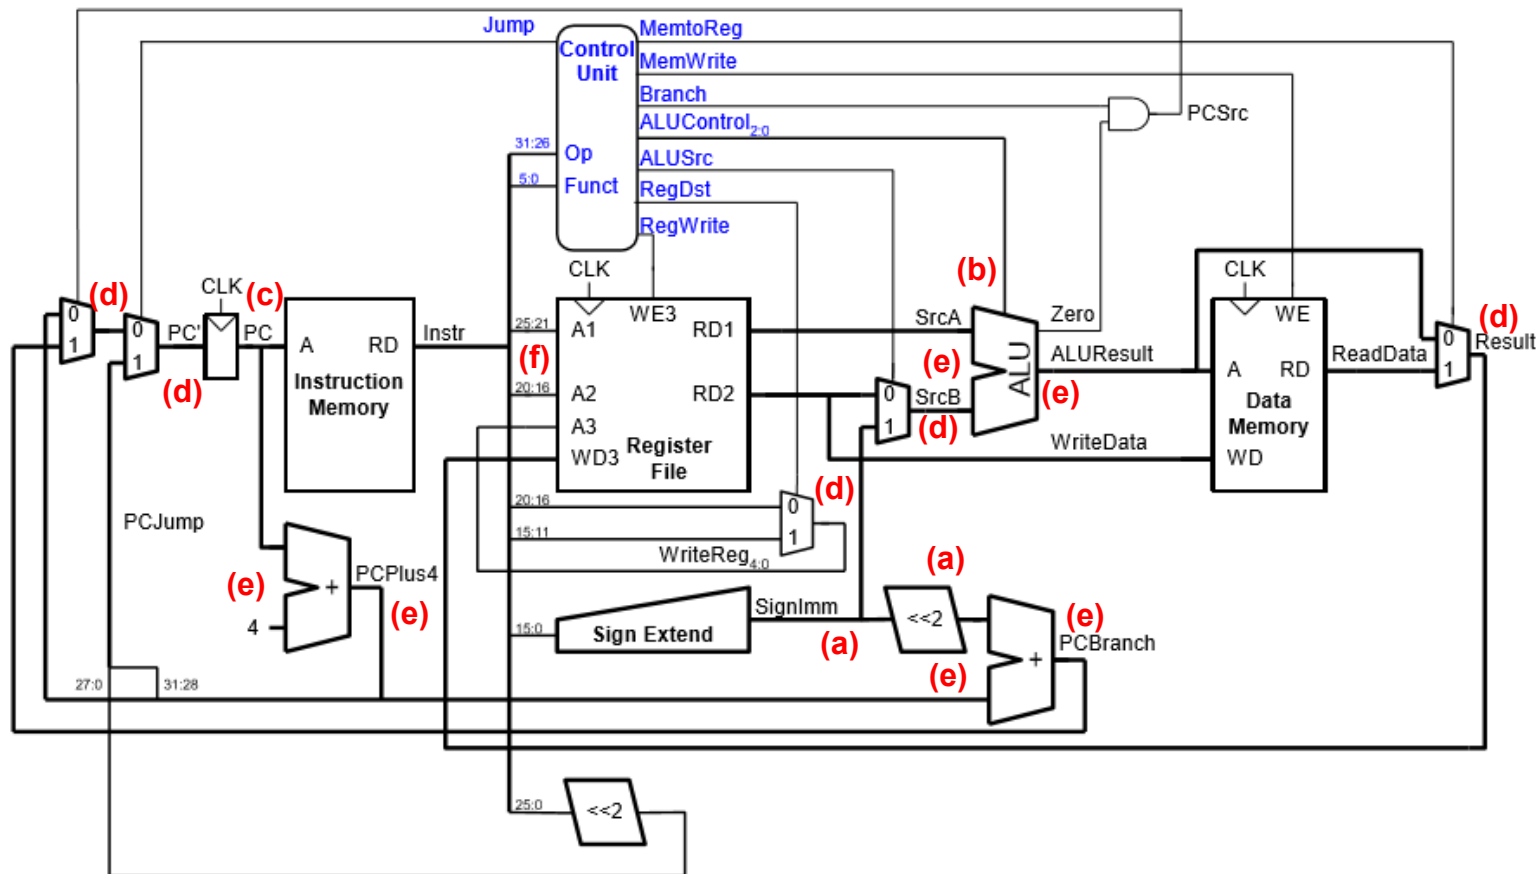 Jump
Control
Unit
MemtoReg
MemWrite
Branch
PCSrc
ALUControl2:0
31:26
Op
ALUSrc
5:0
Funct
RegDst
RegWrite
CLK
(b)
CLK
CLK
(d)
(c)
0
1
0
1
PC'
PC
(d)
A
RD
Instruction
Memory
Instr
25:21
A1
WE3
RD1
SrcA
Zero
WE
(f)
(e)
ALU
ALUResult
(e)
A
RD
ReadData
0
1
(d)
Result
20:16
A2
RD2
0
1
SrcB
(d)
Data
Memory
A3
WD3
Register
File
WriteData
WD
20:16
0
(d)
15:11
1
PCJump
WriteReg4:0
(e)
+
PCPlus4
(e)
4
(a)
15:0
Sign Extend
SignImm
(a)
<<2
(e)
(e)
+
PCBranch
27:0
31:28
25:0
<<2